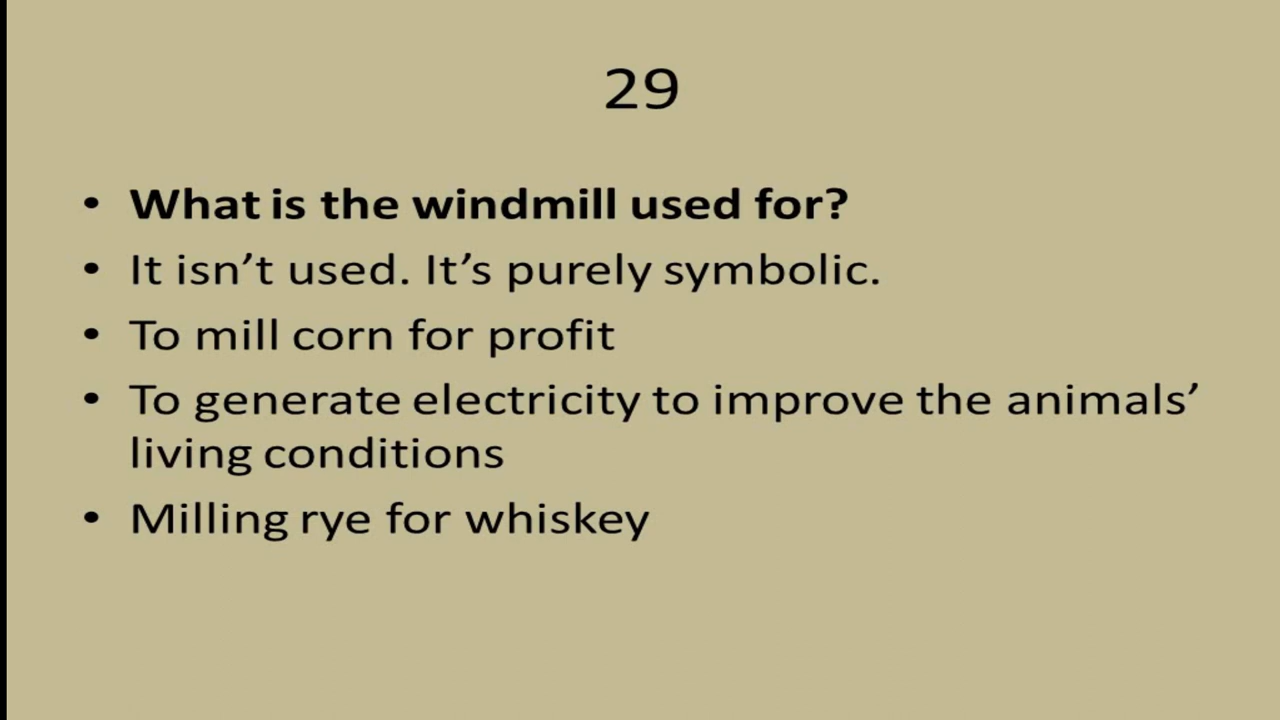 29
• What is the windmill used for?
• It isn’t used. It’s purely symbolic.
• To mill corn for profit
• To generate electricity to improve the animals’
living conditions
• Milling rye for whiskey